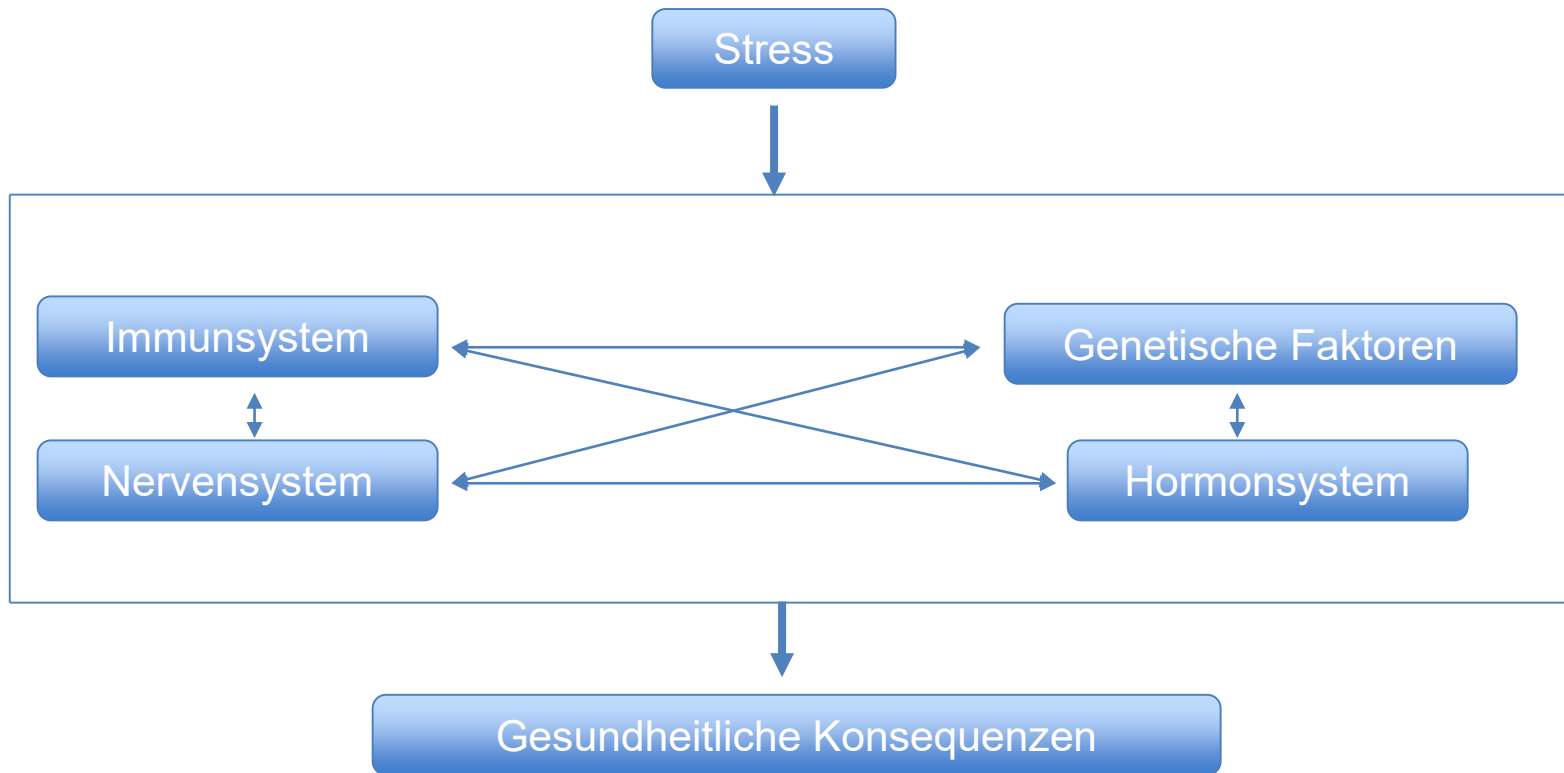 Stress
Immunsystem
Genetische Faktoren
Nervensystem
Hormonsystem
Gesundheitliche Konsequenzen